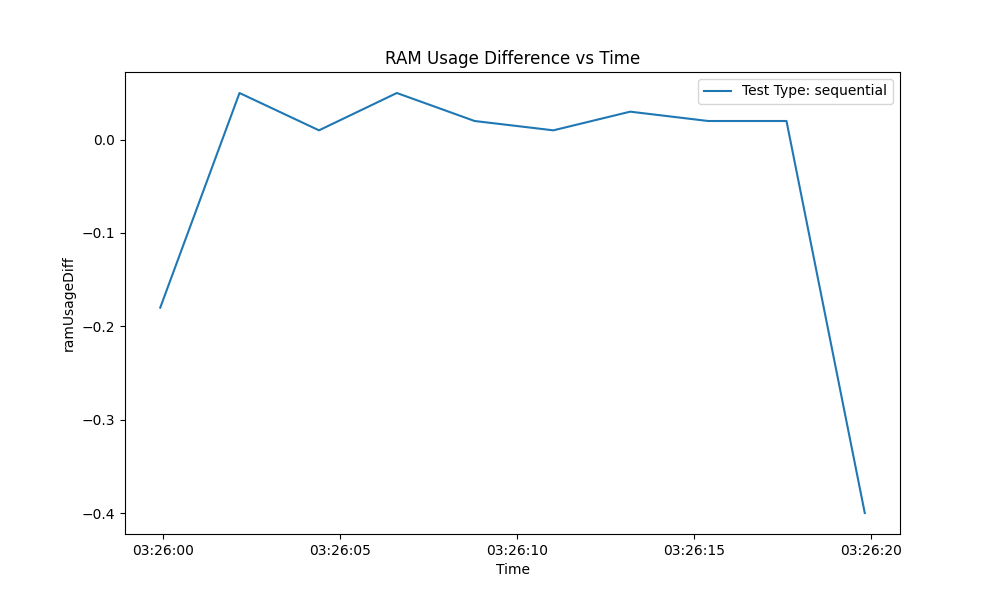 RAM Usage Difference vs Time
Test Type: sequential
0.0
−0.1
−0.2
−0.3
−0.4
ramUsageDiff
03:26:00 03:26:05 03:26:10 03:26:15 03:26:20
Time